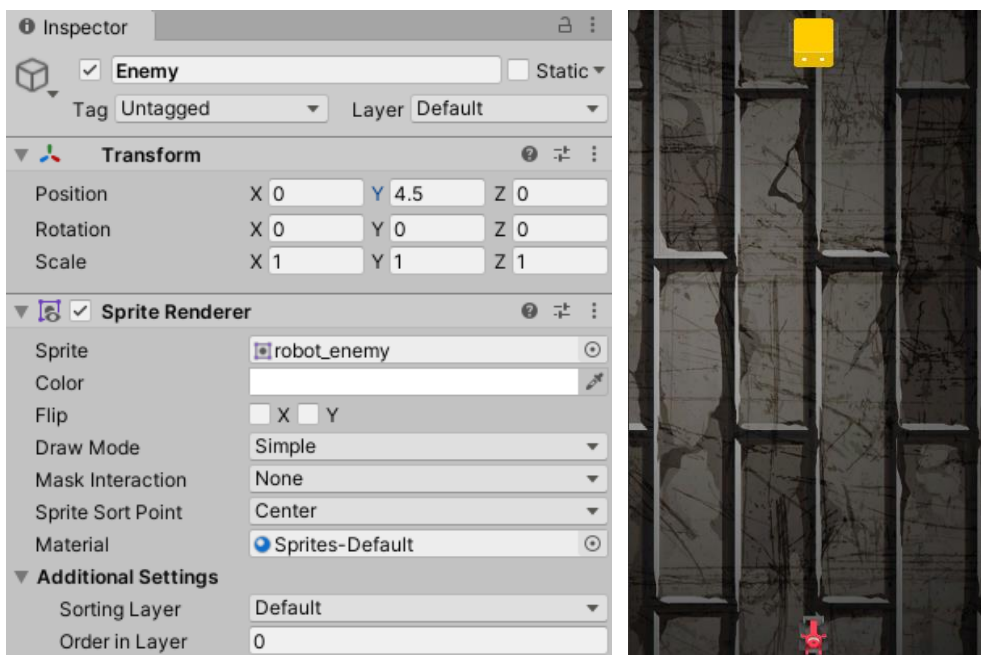 Inspector
Enemy Static
Tag Untagged Layer Default
Transform
Position X 0 Y 4.5 Z 0
Rotation X 0 Y 0 Z 0
Scale X 1 Y 1 Z 1
Sprite Renderer
Sprite robot_enemy
Color
Flip X Y
Draw Mode Simple
Mask Interaction None
Sprite Sort Point Center
Material Sprites-Default
Additional Settings
Sorting Layer Default
Order in Layer 0